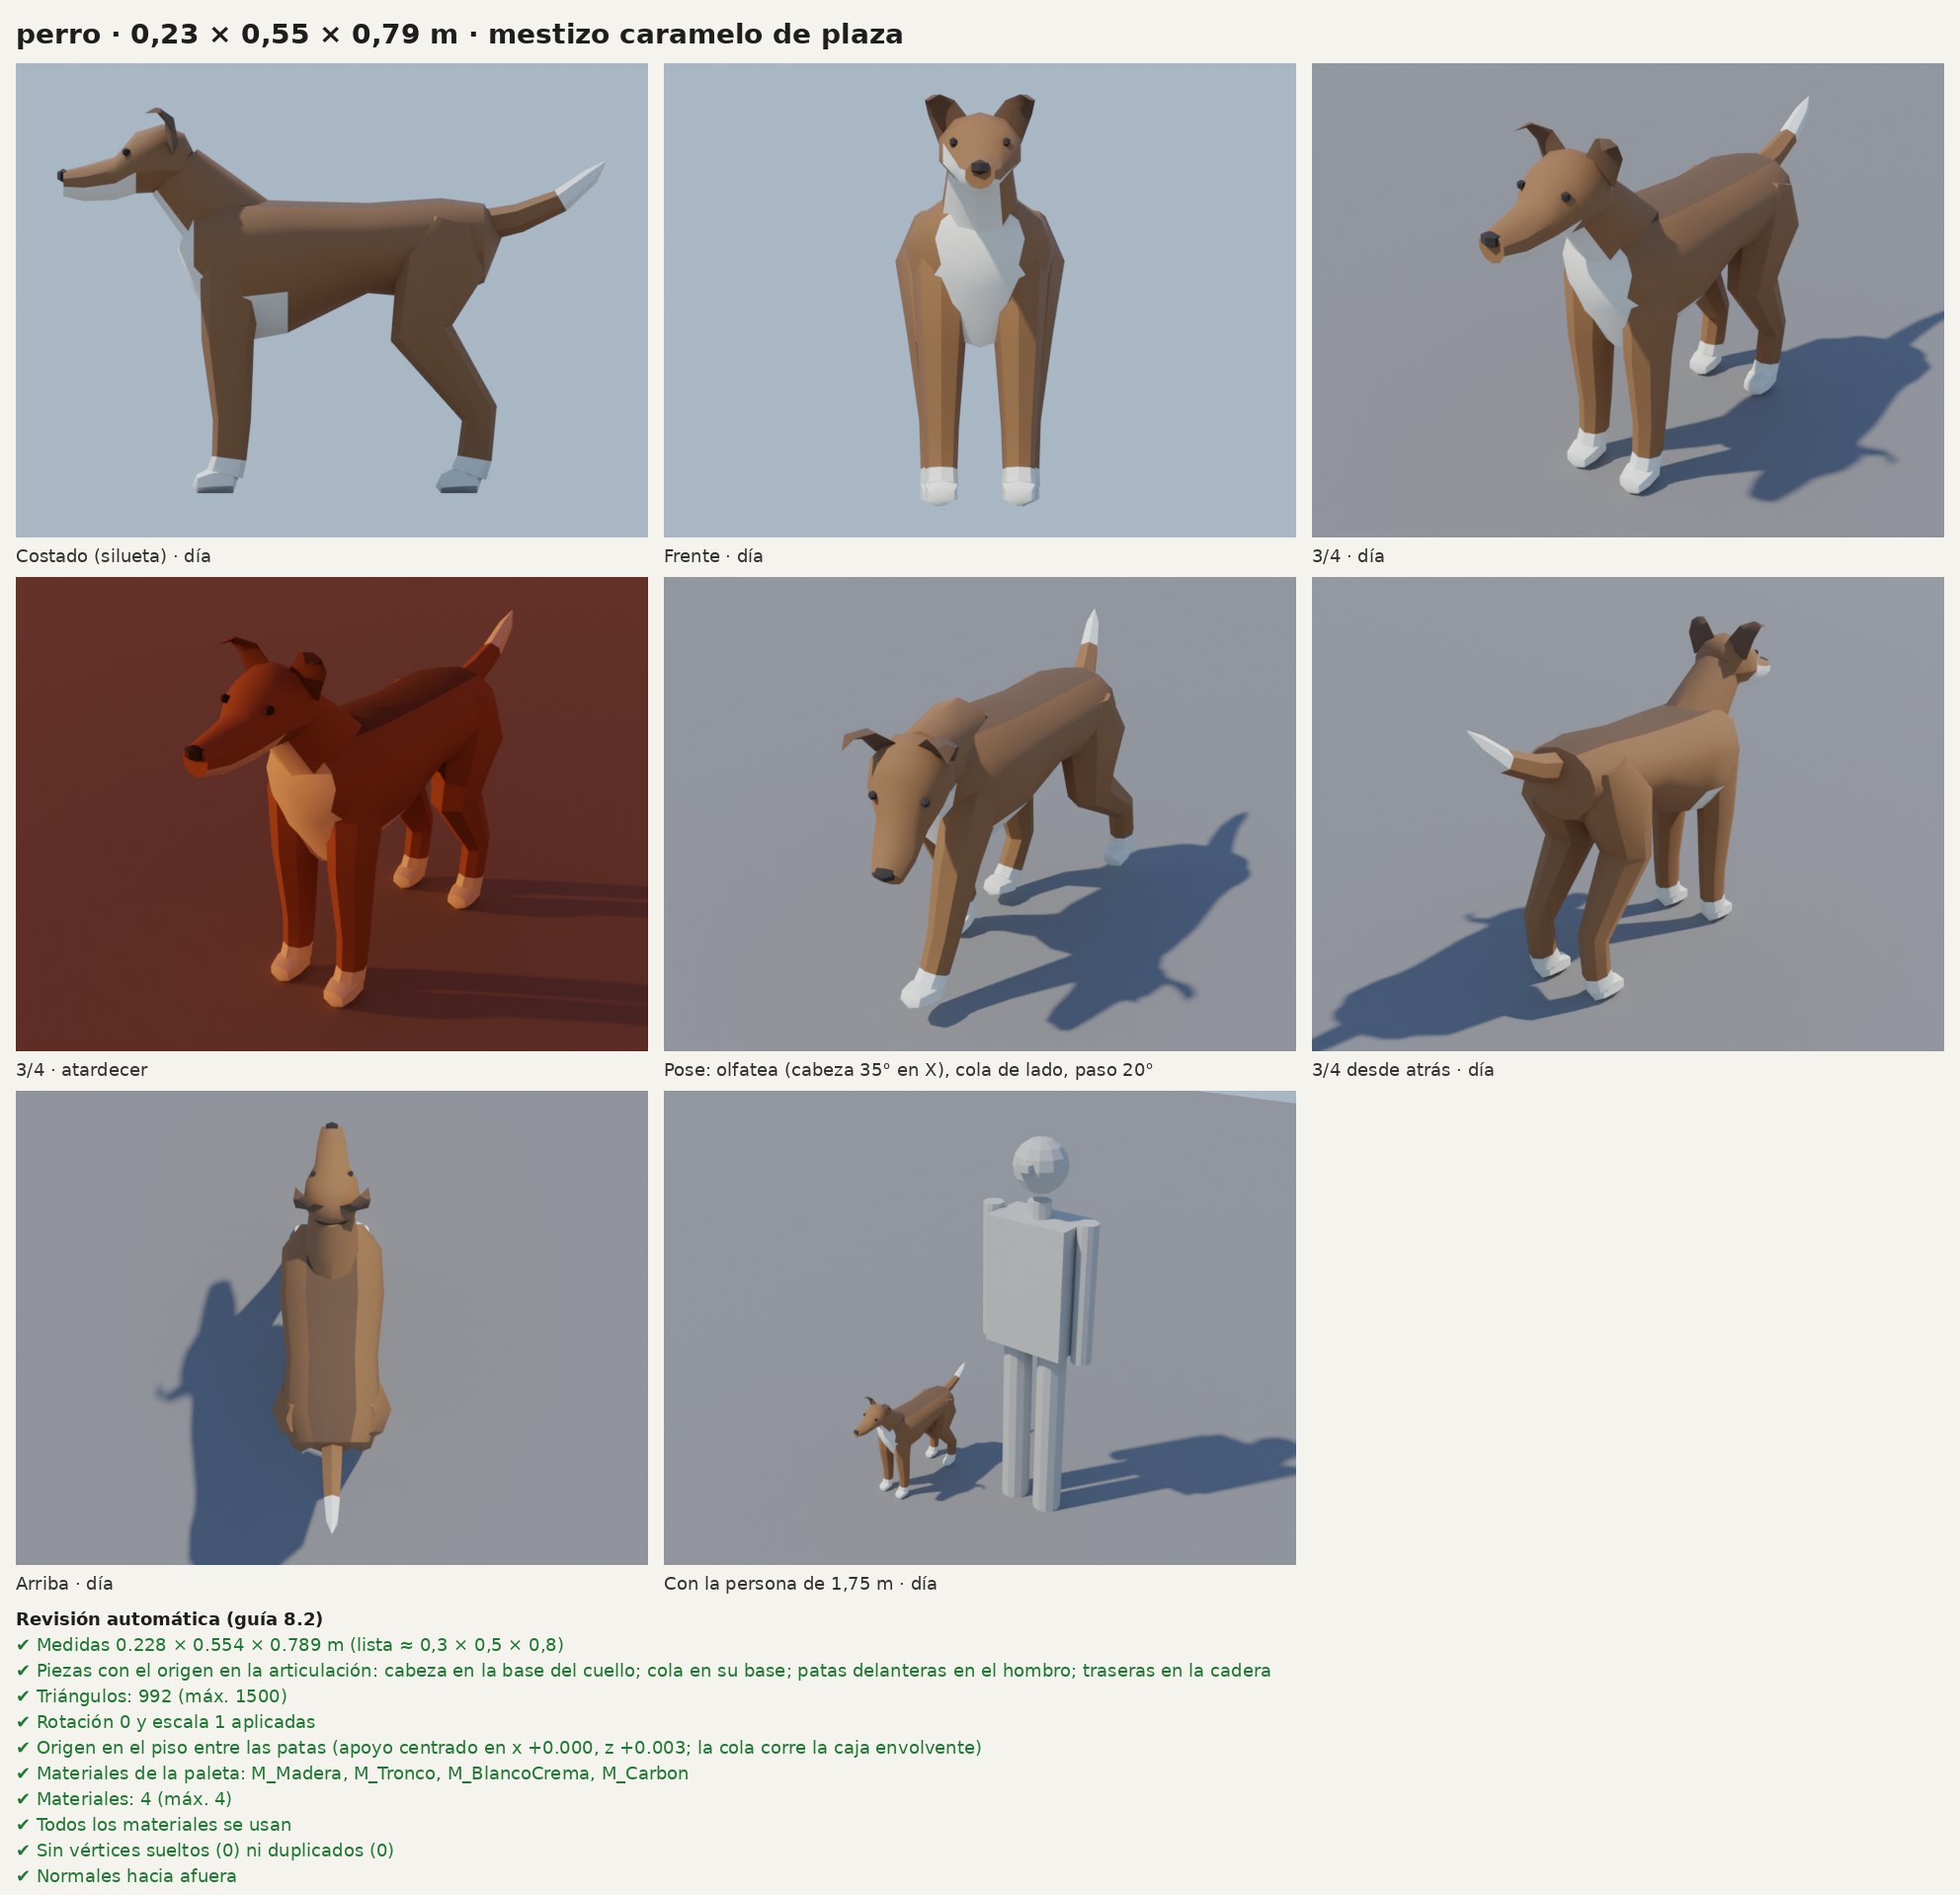 perro · 0,23 × 0,55 × 0,79 m · mestizo caramelo de plaza
Costado (silueta) · día
Frente · día
3/4 · día
3/4 · atardecer
Pose: olfatea (cabeza 35° en X), cola de lado, paso 20°
3/4 desde atrás · día
Arriba · día
Con la persona de 1,75 m · día
Revisión automática (guía 8.2)
✔ Medidas 0.228 × 0.554 × 0.789 m (lista ≈ 0,3 × 0,5 × 0,8)
✔ Piezas con el origen en la articulación: cabeza en la base del cuello; cola en su base; patas delanteras en el hombro; traseras en la cadera
✔ Triángulos: 992 (máx. 1500)
✔ Rotación 0 y escala 1 aplicadas
✔ Origen en el piso entre las patas (apoyo centrado en x +0.000, z +0.003; la cola corre la caja envolvente)
✔ Materiales de la paleta: M_Madera, M_Tronco, M_BlancoCrema, M_Carbon
✔ Materiales: 4 (máx. 4)
✔ Todos los materiales se usan
✔ Sin vértices sueltos (0) ni duplicados (0)
✔ Normales hacia afuera